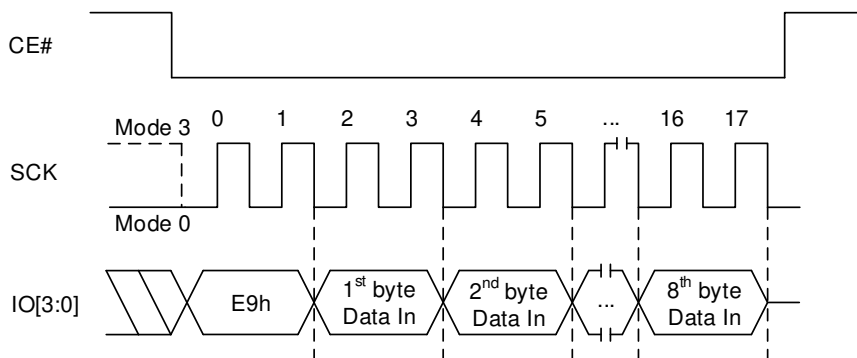 CE#
0 1 2 3 4 5 ... 16 17
Mode 3
SCK
Mode 0
IO[3:0]
E9h
1st byte
Data In
2nd byte
Data In
...
8th byte
Data In